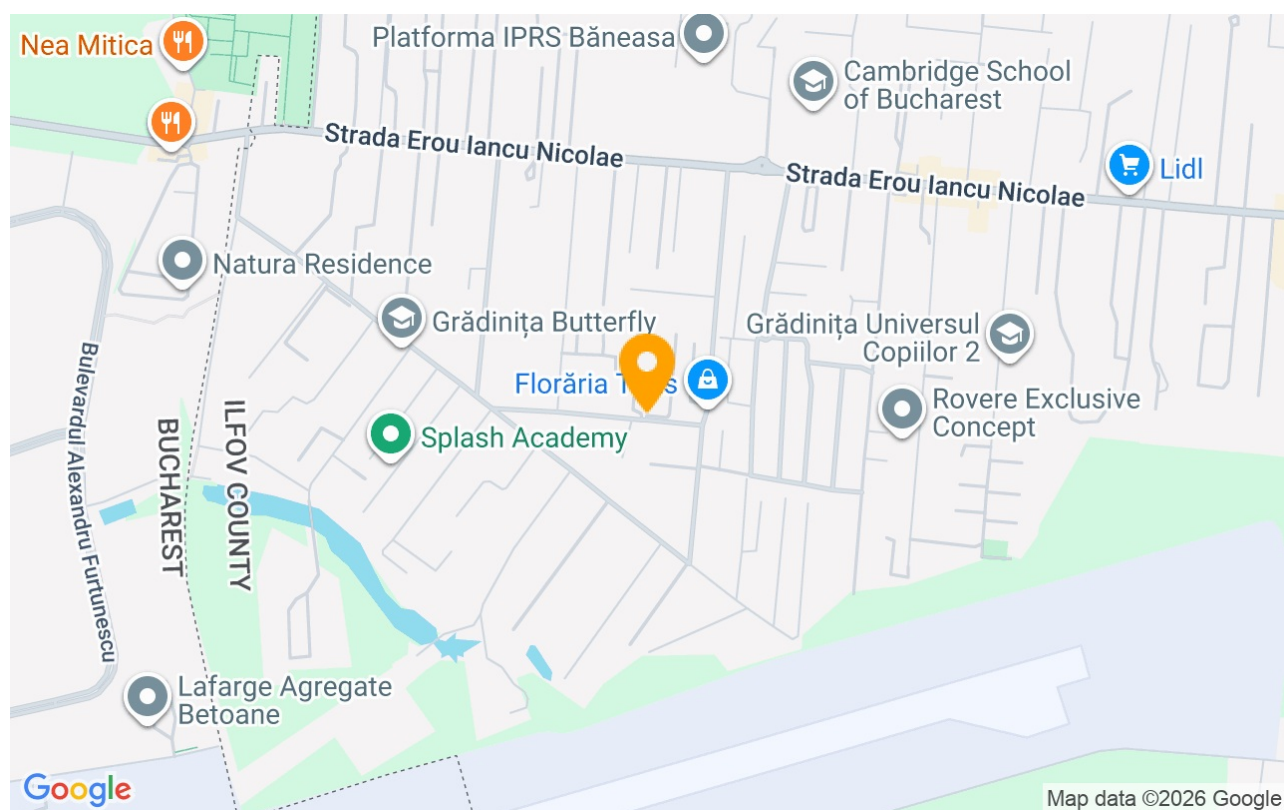 Nea Mitica
Platforma IPRS Băneasa
Cambridge School
of Bucharest
Strada Erou Iancu Nicolae
Strada Erou Iancu Nicolae
Lidl
Natura Residence
Grădinița Butterfly
Grădinița Universul
Copiilor 2
Florăria
Rovere Exclusive
Concept
Splash Academy
Bulevardul Alexandru Furtunescu
BUCHAREST
ILFOV COUNTY
Lafarge Agregate
Betoane
Google
Map data ©2026 Google